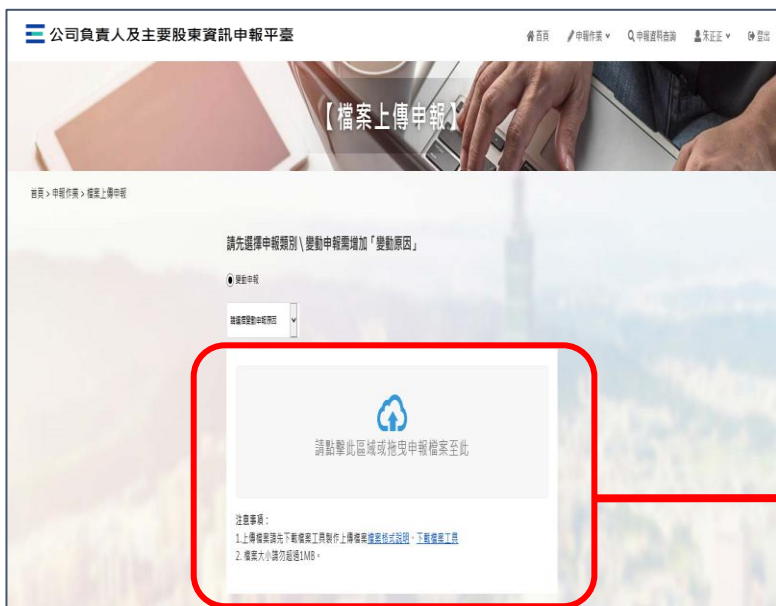 公司負責人及主要股東資訊申報平臺
首頁 申報作業 申報資料查詢 朱正正 登出
【檔案上傳申報】
首頁 > 申報作業 > 檔案上傳申報
請先選擇申報類別 \ 變動申報需增加「變動原因」
變動申報
請選擇變動申報原因
請點擊此區域或拖曳申報檔案至此
注意事項：
1.上傳檔案請先下載檔案工具製作上傳檔案檔案格式說明、下載檔案工具
2. 檔案大小請勿超過1MB。